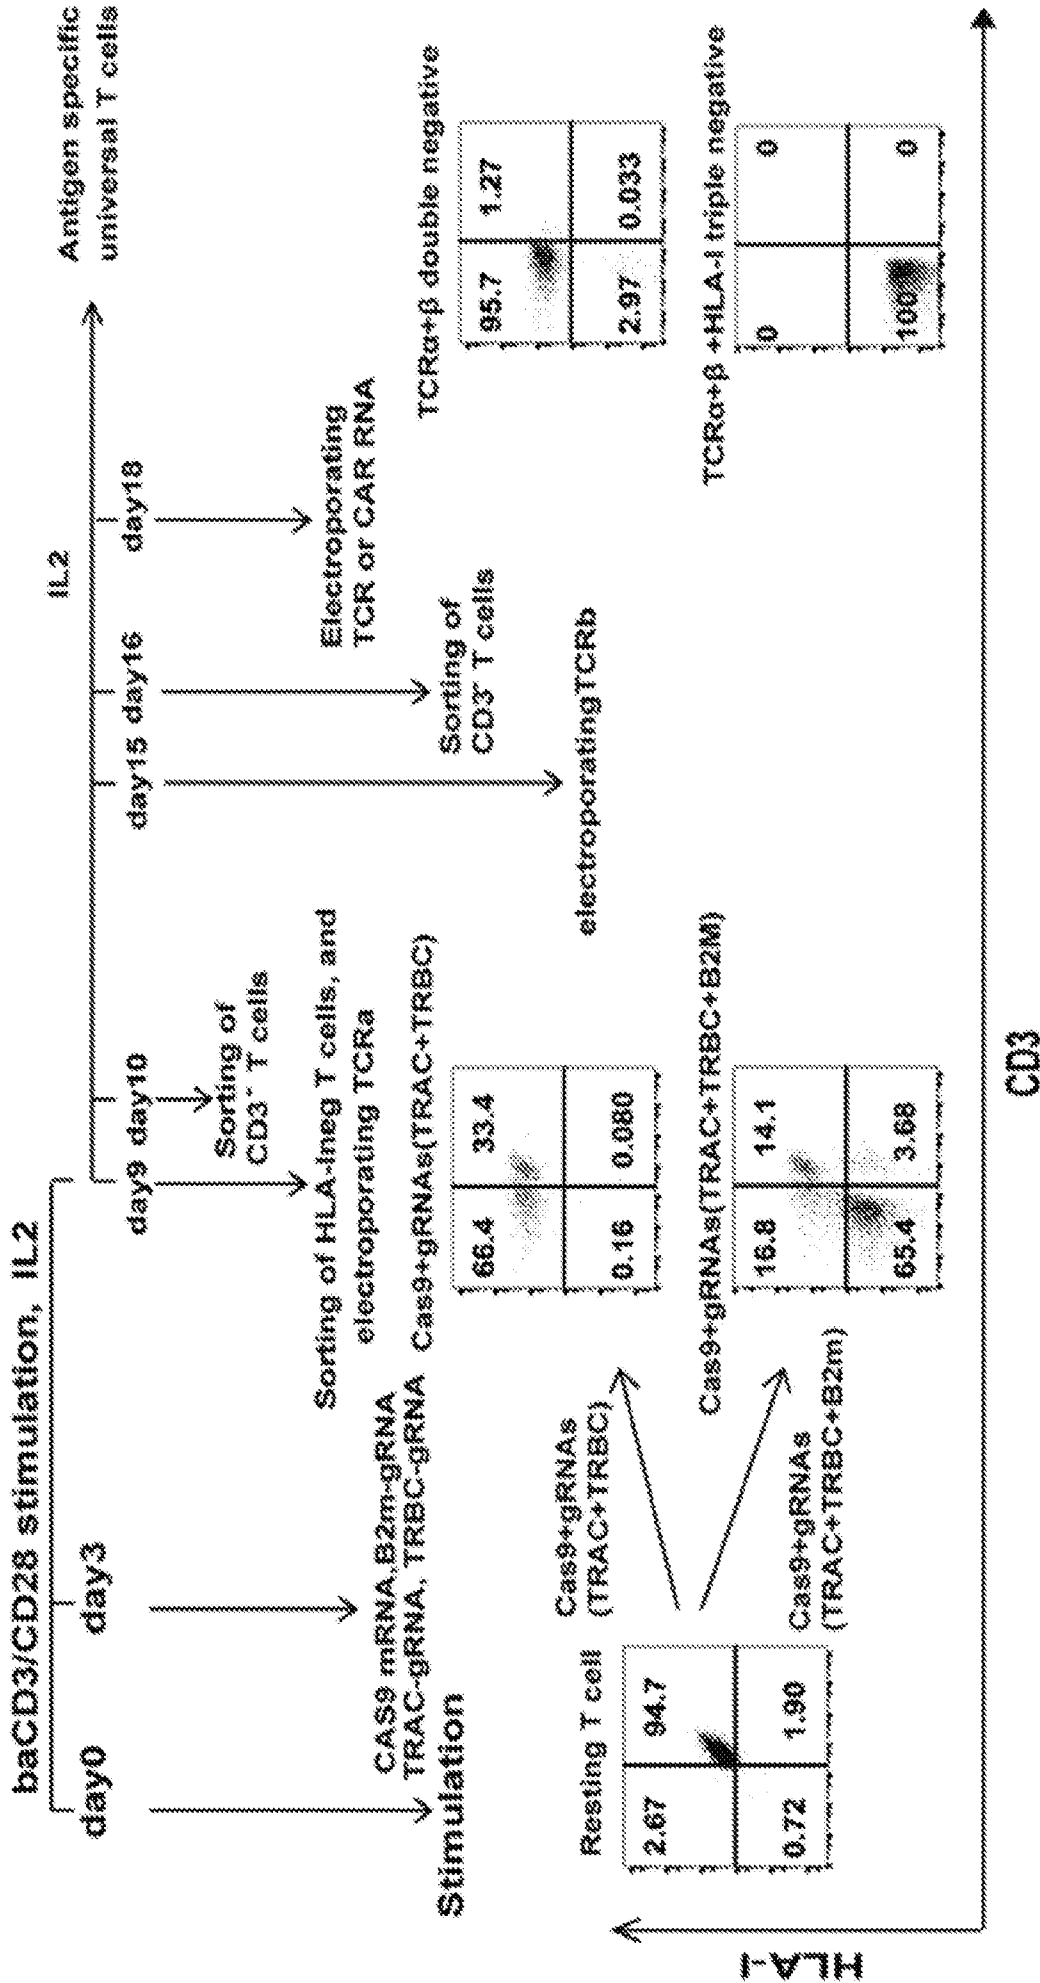 baCD3/CD28 stimulation, IL2
day0
day3
day9 day10
IL2
day15 day16
day18
Antigen specific
universal T cells
Stimulation
CAS9 mRNA,B2m-gRNA
TRAC-gRNA, TRBC-gRNA
Sorting of
CD3⁺ T cells
Sorting of HLA-Ineg T cells, and
electroporating TCRa
electroporatingTCRb
Sorting of
CD3⁻ T cells
Electroporating
TCR or CAR RNA
Resting T cell
2.67
94.7
0.72
1.90
Cas9+gRNAs
(TRAC+TRBC)
Cas9+gRNAs
(TRAC+TRBC+B2m)
Cas9+gRNAs(TRAC+TRBC)
66.4
33.4
0.16
0.080
Cas9+gRNAs(TRAC+TRBC+B2M)
16.8
14.1
65.4
3.68
TCRα+β double negative
95.7
1.27
2.97
0.033
TCRα+β +HLA-I triple negative
0
0
100
0
HLA-I
CD3